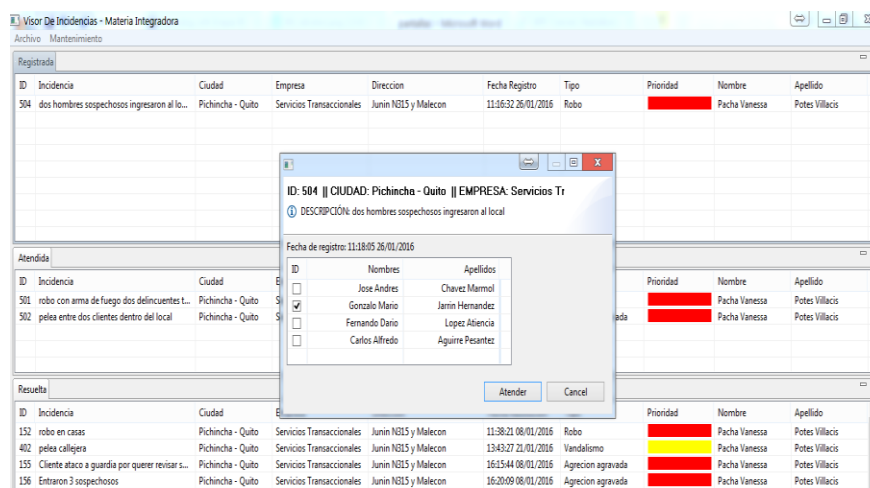 Visor De Incidencias - Materia Integradora
Archivo Mantenimiento
Registrada
ID Incidencia Ciudad Empresa Direccion Fecha Registro Tipo Prioridad Nombre Apellido
504 dos hombres sospechosos ingresaron al lo... Pichincha - Quito Servicios Transaccionales Junin N315 y Malecon 11:16:32 26/01/2016 Robo Pacha Vanessa Potes Villacis
ID: 504 || CIUDAD: Pichincha - Quito || EMPRESA: Servicios Tr
DESCRIPCIÓN: dos hombres sospechosos ingresaron al local
Fecha de registro: 11:18:05 26/01/2016
ID Nombres Apellidos
Jose Andres Chavez Marmol
Gonzalo Mario Jarrin Hernandez
Fernando Dario Lopez Atiencia
Carlos Alfredo Aguirre Pesantez
Atender Cancel
Atendida
ID Incidencia Ciudad Prioridad Nombre Apellido
501 robo con arma de fuego dos delincuentes t... Pichincha - Quito Pacha Vanessa Potes Villacis
502 pelea entre dos clientes dentro del local Pichincha - Quito Pacha Vanessa Potes Villacis
Resuelta
ID Incidencia Ciudad Prioridad Nombre Apellido
152 robo en casas Pichincha - Quito Servicios Transaccionales Junin N315 y Malecon 11:38:21 08/01/2016 Robo Pacha Vanessa Potes Villacis
402 pelea callejera Pichincha - Quito Servicios Transaccionales Junin N315 y Malecon 13:43:27 21/01/2016 Vandalismo Pacha Vanessa Potes Villacis
155 Cliente ataco a guardia por querer revisar s... Pichincha - Quito Servicios Transaccionales Junin N315 y Malecon 16:15:44 08/01/2016 Agrecion agravada Pacha Vanessa Potes Villacis
156 Entraron 3 sospechosos Pichincha - Quito Servicios Transaccionales Junin N315 y Malecon 16:20:09 08/01/2016 Agrecion agravada Pacha Vanessa Potes Villacis